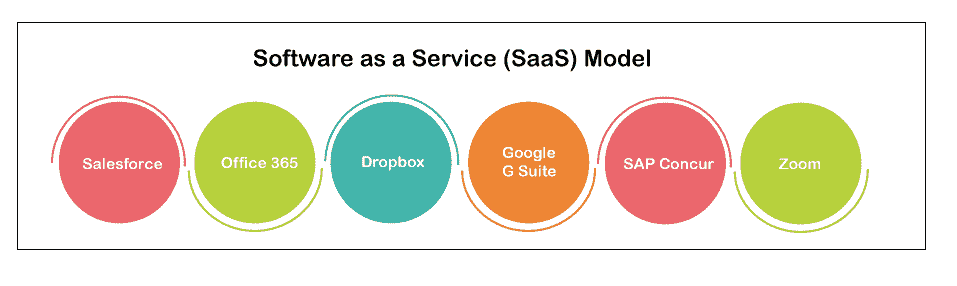 Software as a Service (SaaS) Model
Salesforce
Office 365
Dropbox
Google
G Suite
SAP Concur
Zoom